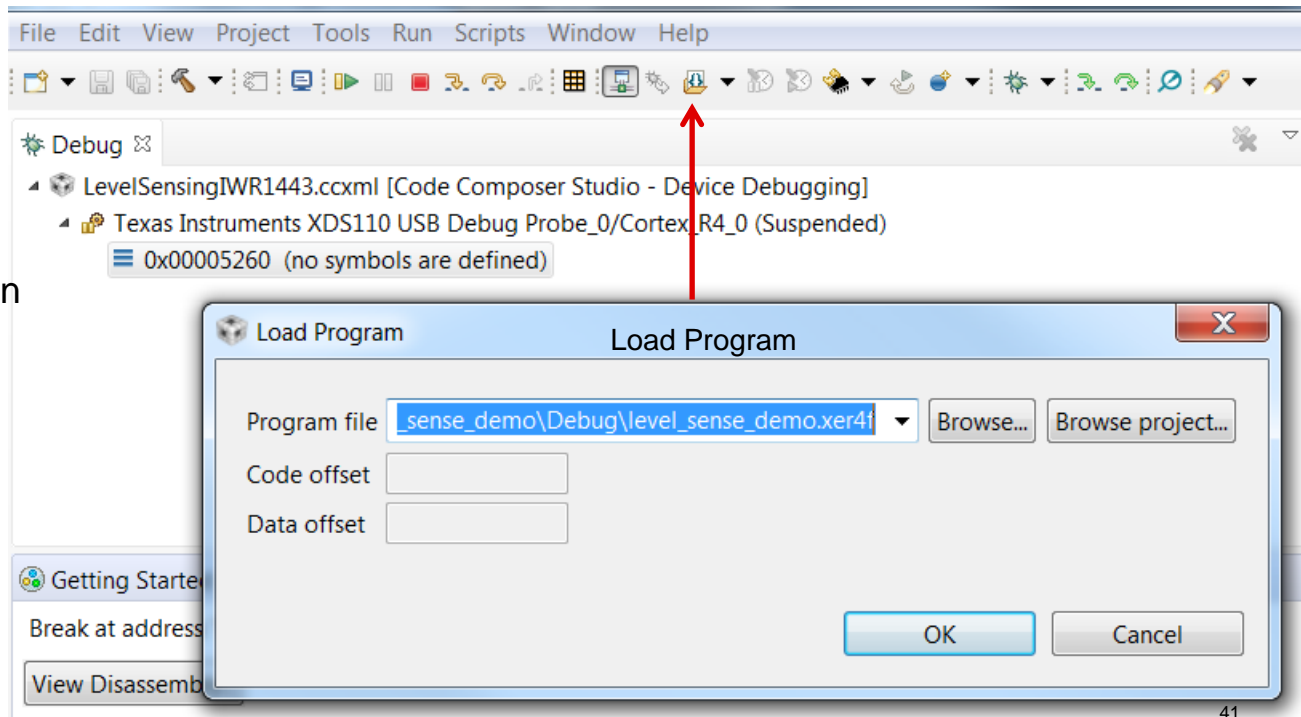 File Edit View Project Tools Run Scripts Window Help
Debug
LevelSensingIWR1443.ccxml [Code Composer Studio - Device Debugging]
Texas Instruments XDS110 USB Debug Probe_0/Cortex_R4_0 (Suspended)
0x00005260 (no symbols are defined)
n
Load Program
Load Program
Program file _sense_demo\Debug\level_sense_demo.xer4f Browse... Browse project...
Code offset
Data offset
Getting Starte
Break at address
OK Cancel
View Disassemb
41